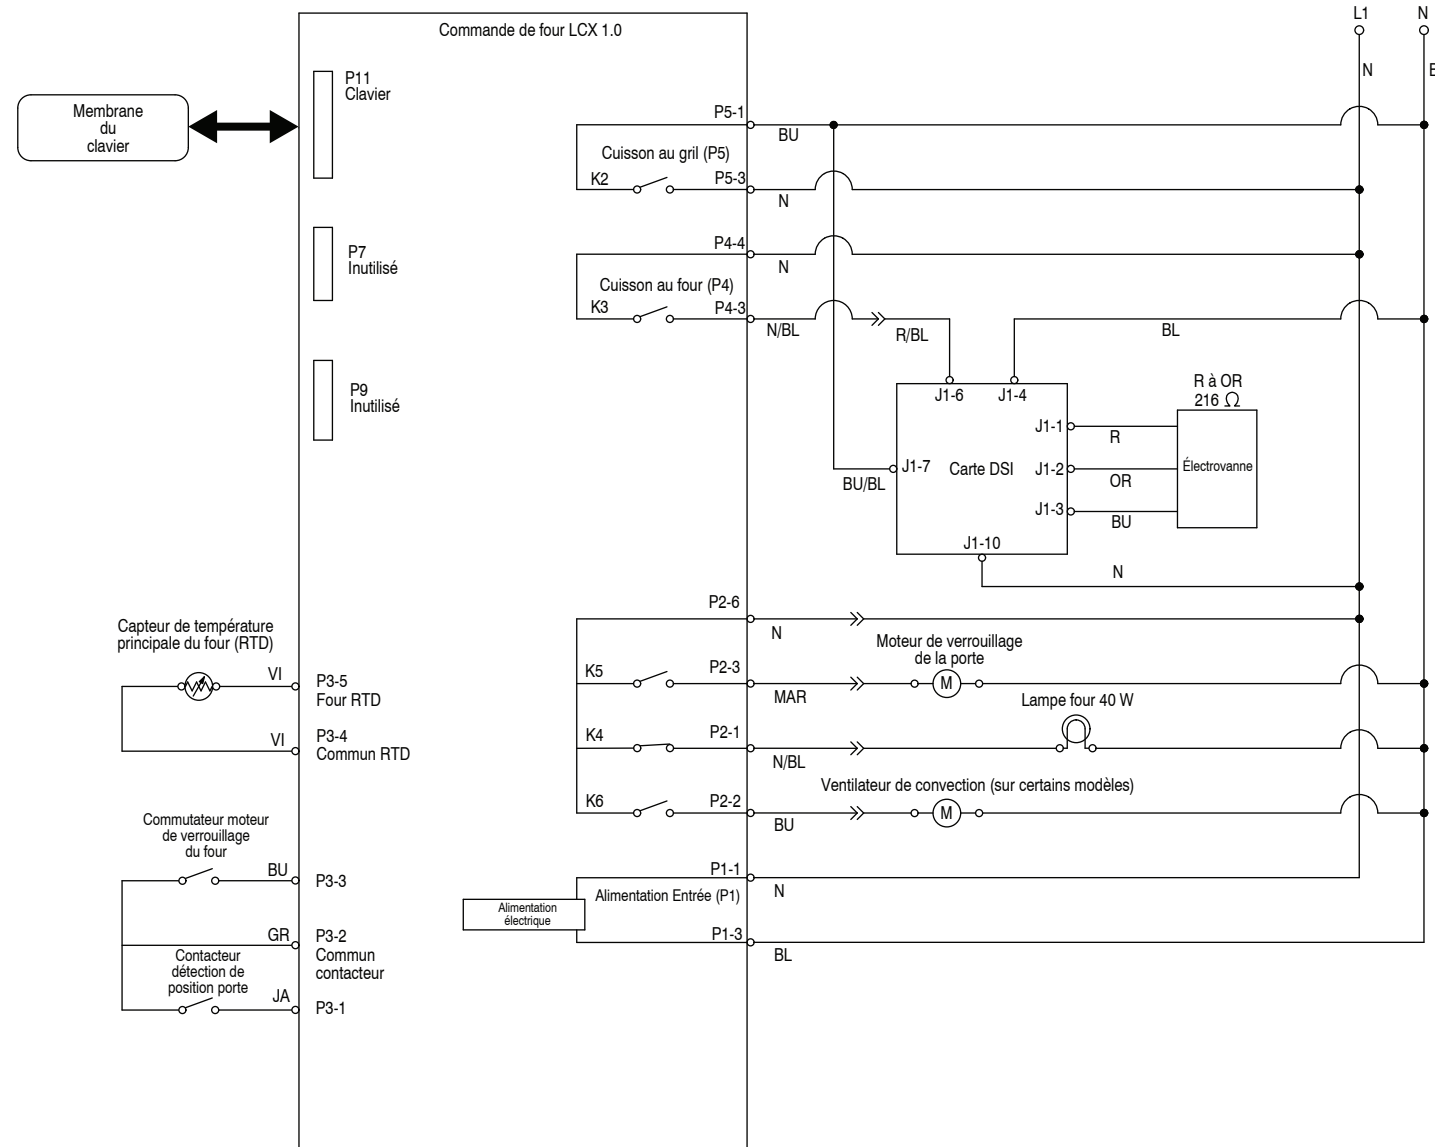 Commande de four LCX 1.0
L1
N
N
P11
Clavier
Membrane
du
clavier
P5-1
BU
Cuisson au gril (P5)
K2
P5-3
N
P7
Inutilisé
P4-4
N
Cuisson au four (P4)
K3
P4-3
N/BL
R/BL
BL
P9
Inutilisé
R à OR
216 Ω
J1-6
J1-4
J1-1
R
J1-7
Carte DSI
J1-2
Électrovanne
BU/BL
OR
J1-3
BU
J1-10
N
P2-6
N
Capteur de température
principale du four (RTD)
VI
P3-5
Four RTD
K5
P2-3
MAR
Moteur de verrouillage
de la porte
M
Lampe four 40 W
VI
P3-4
Commun RTD
K4
P2-1
N/BL
Ventilateur de convection (sur certains modèles)
K6
P2-2
BU
M
Commutateur moteur
de verrouillage
du four
BU
P3-3
P1-1
N
Alimentation Entrée (P1)
Alimentation
électrique
P1-3
BL
GR
P3-2
Commun
contacteur
Contacteur
détection de
position porte
JA
P3-1